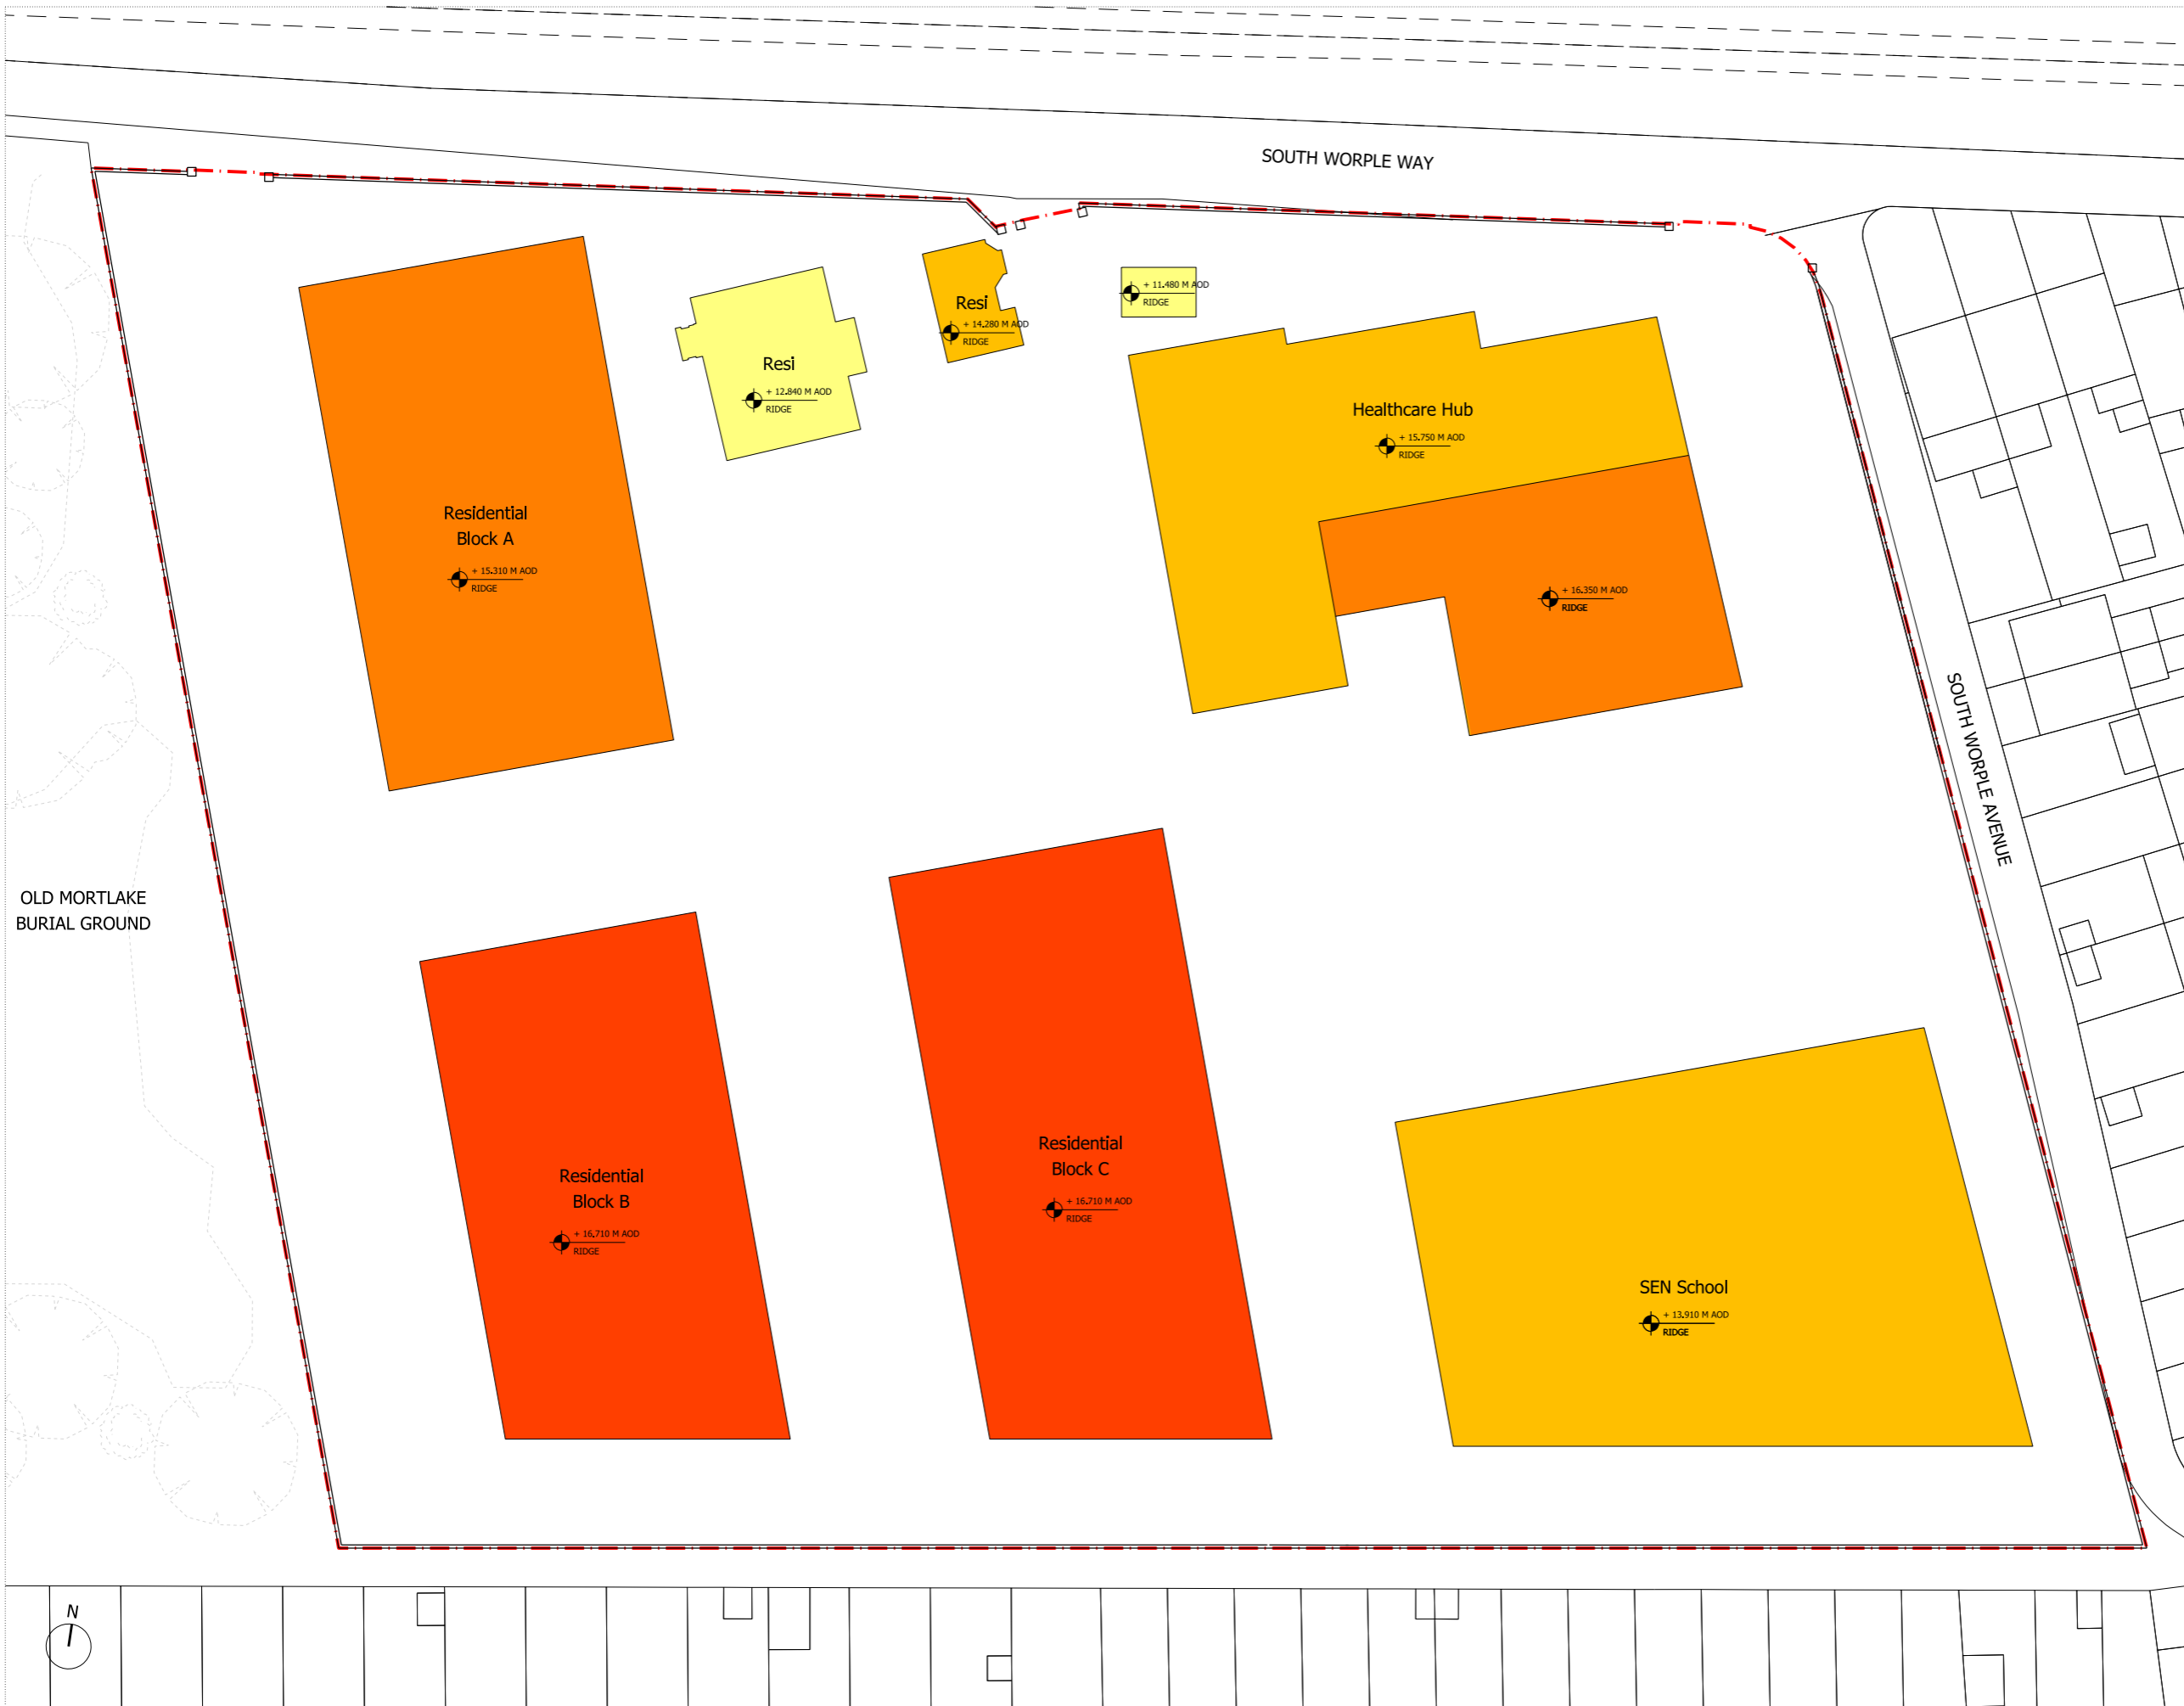 SOUTH WORPLE WAY
+ 11.480 M AOD
RIDGE
Resi
+ 14.280 M AOD
RIDGE
Resi
+ 12.840 M AOD
RIDGE
Healthcare Hub
+ 15.750 M AOD
RIDGE
Residential
Block A
+ 15.310 M AOD
RIDGE
+ 16.350 M AOD
RIDGE
SOUTH WORPLE AVENUE
OLD MORTLAKE
BURIAL GROUND
Residential
Block C
+ 16.710 M AOD
RIDGE
Residential
Block B
+ 16.710 M AOD
RIDGE
SEN School
+ 13.910 M AOD
RIDGE
N